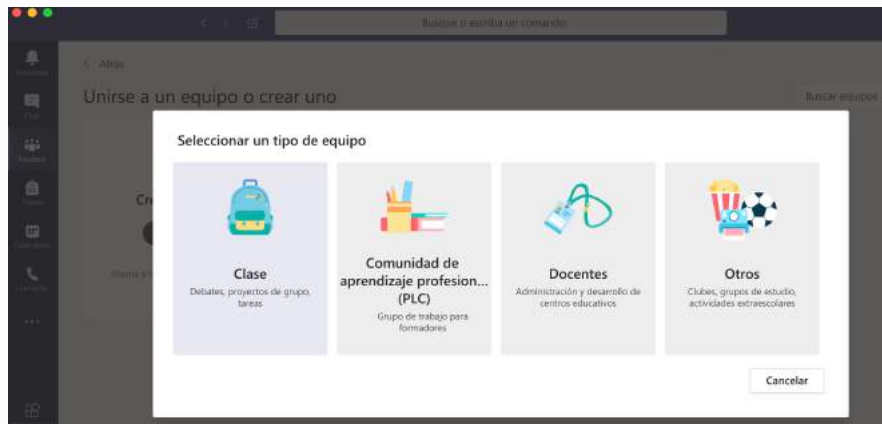 Busque o escriba un comando
Atrás
Unirse a un equipo o crear uno
Buscar equipos
Seleccionar un tipo de equipo
Clase
Debates, proyectos de grupo,
tareas
Comunidad de
aprendizaje profesion...
(PLC)
Grupo de trabajo para
formadores
Docentes
Administración y desarrollo de
centros educativos
Otros
Clubes, grupos de estudio,
actividades extraescolares
Cancelar